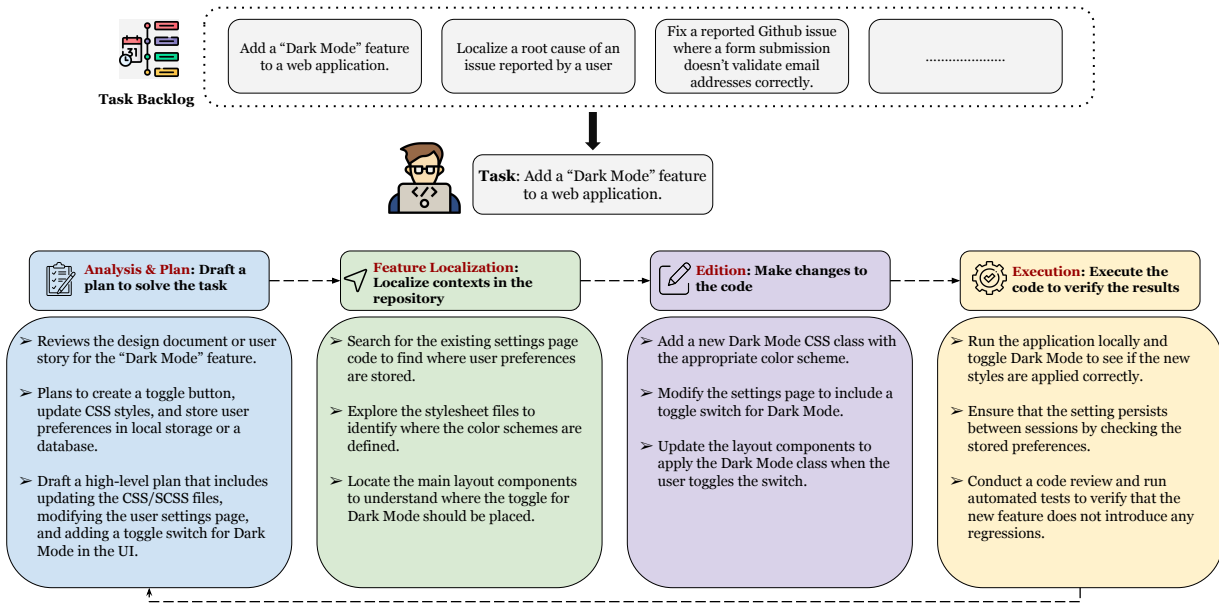 Task Backlog
31
Add a “Dark Mode” feature
to a web application.
Localize a root cause of an
issue reported by a user
Fix a reported Github issue
where a form submission
doesn’t validate email
addresses correctly.
.....................
</>
Task: Add a “Dark Mode” feature
to a web application.
Analysis & Plan: Draft a
plan to solve the task
➢ Reviews the design document or user
story for the “Dark Mode” feature.
➢ Plans to create a toggle button,
update CSS styles, and store user
preferences in local storage or a
database.
➢ Draft a high-level plan that includes
updating the CSS/SCSS files,
modifying the user settings page,
and adding a toggle switch for Dark
Mode in the UI.
Feature Localization:
Localize contexts in the
repository
➢ Search for the existing settings page
code to find where user preferences
are stored.
➢ Explore the stylesheet files to
identify where the color schemes are
defined.
➢ Locate the main layout components
to understand where the toggle for
Dark Mode should be placed.
Edition: Make changes to
the code
➢ Add a new Dark Mode CSS class with
the appropriate color scheme.
➢ Modify the settings page to include a
toggle switch for Dark Mode.
➢ Update the layout components to
apply the Dark Mode class when the
user toggles the switch.
Execution: Execute the
code to verify the results
➢ Run the application locally and
toggle Dark Mode to see if the new
styles are applied correctly.
➢ Ensure that the setting persists
between sessions by checking the
stored preferences.
➢ Conduct a code review and run
automated tests to verify that the
new feature does not introduce any
regressions.